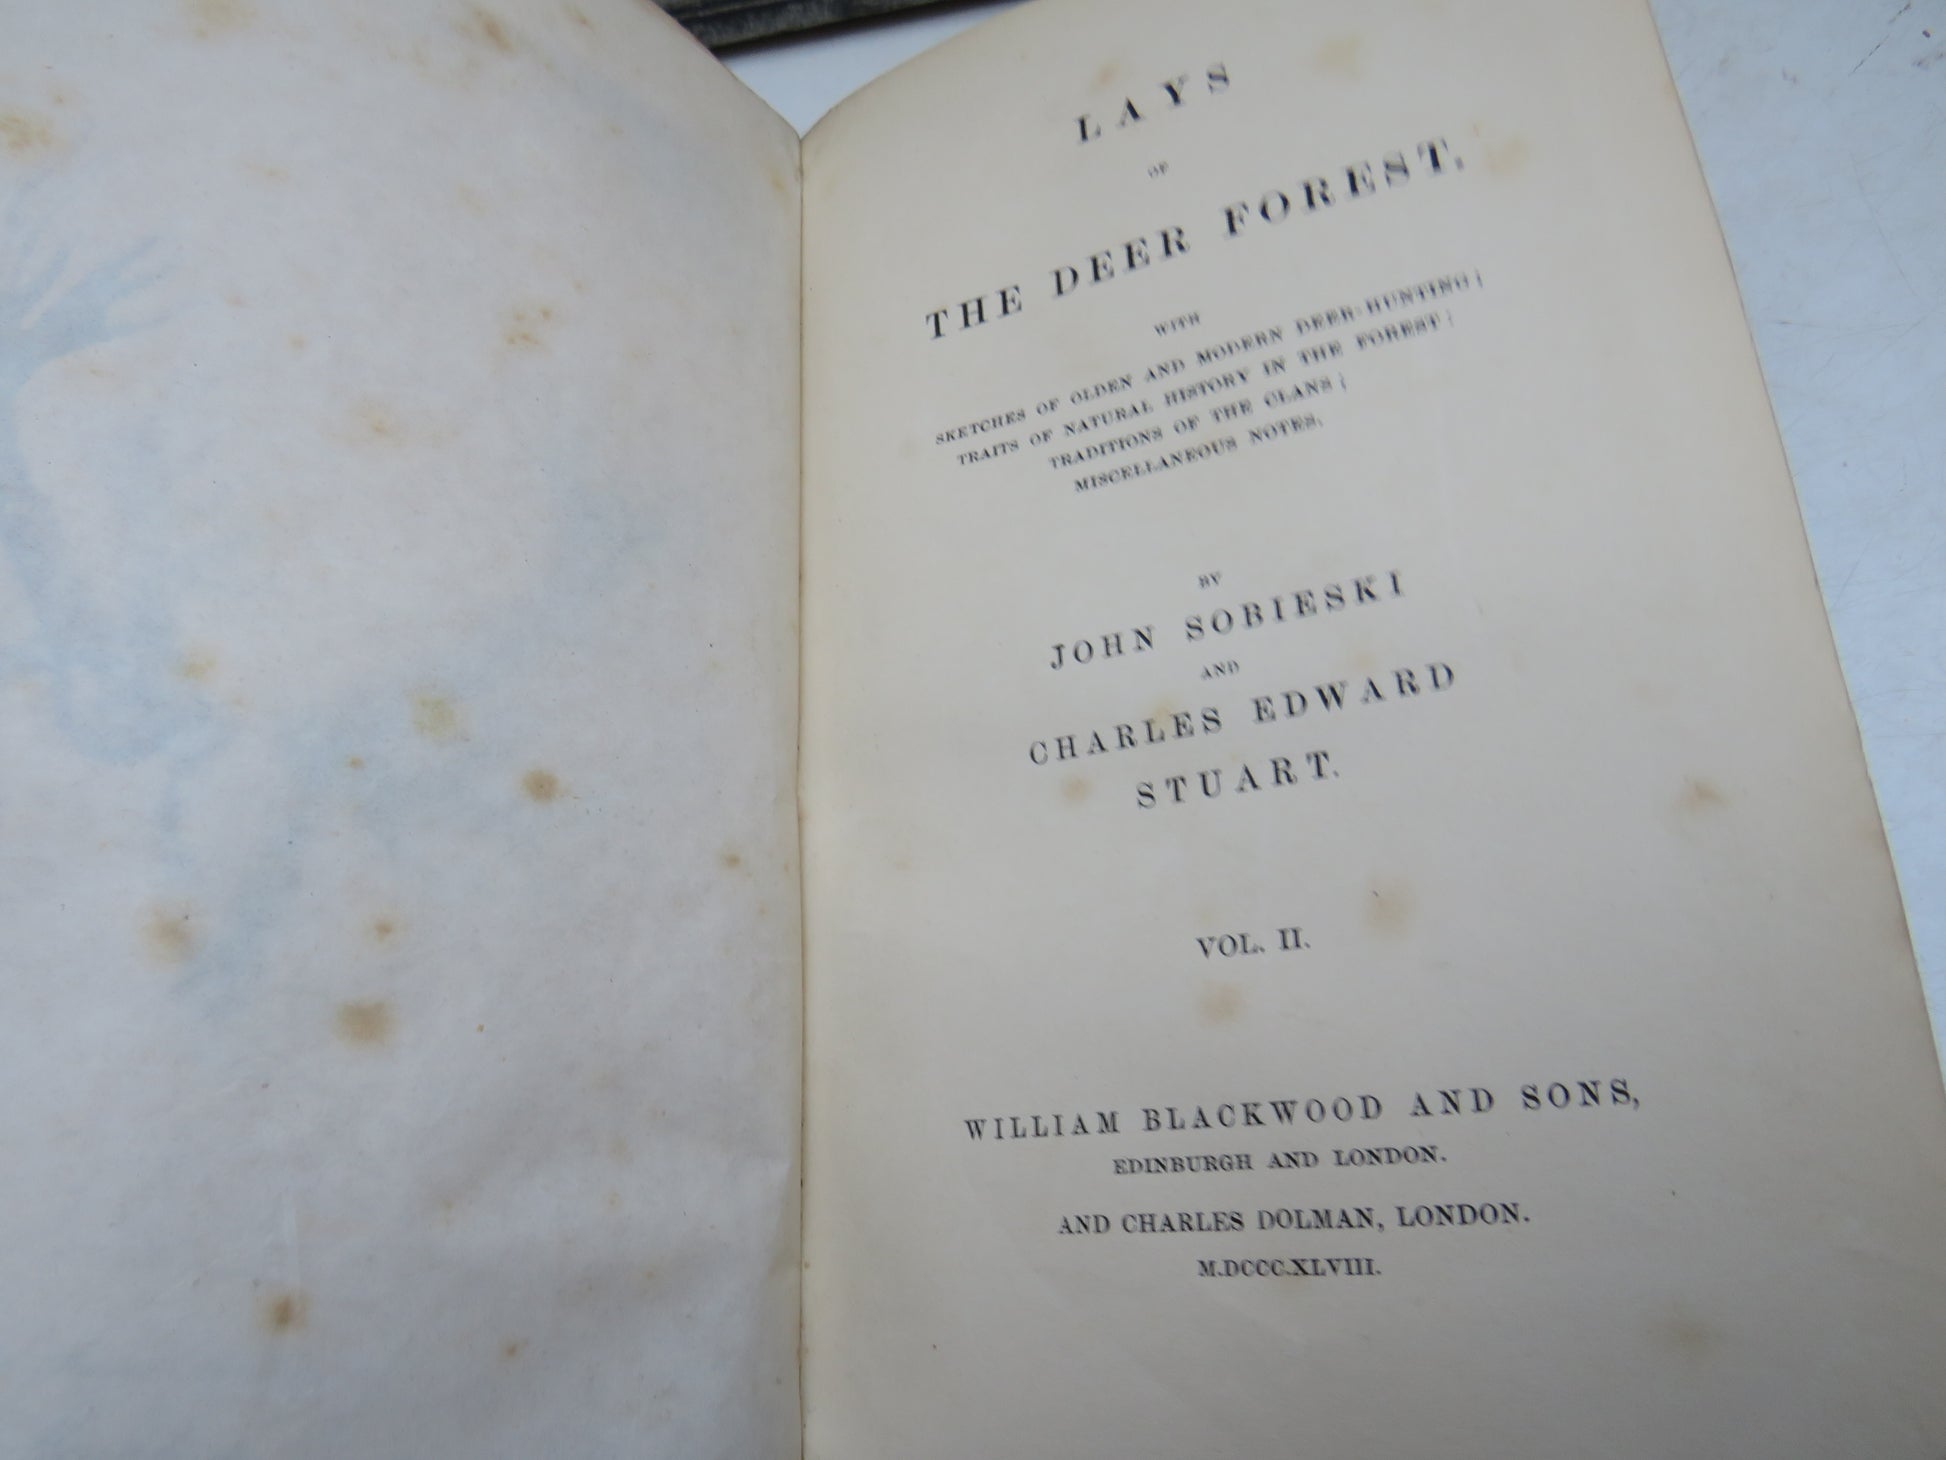 LAYS
OF
THE DEER FOREST.
WITH
SKETCHES OF OLDEN AND MODERN DEER-HUNTING;
TRAITS OF NATURAL HISTORY IN THE FOREST;
TRADITIONS OF THE CLANS;
MISCELLANEOUS NOTES.
BY
JOHN SOBIESKI
AND
CHARLES EDWARD
STUART.
VOL. II.
WILLIAM BLACKWOOD AND SONS,
EDINBURGH AND LONDON.
AND CHARLES DOLMAN, LONDON.
M.DCCC.XLVIII.